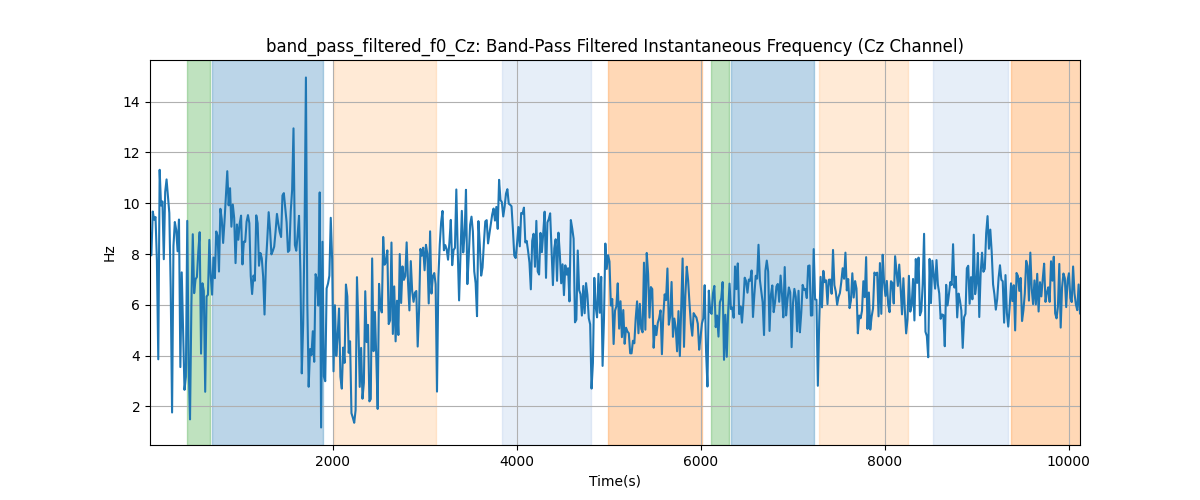 band_pass_filtered_f0_Cz: Band-Pass Filtered Instantaneous Frequency (Cz Channel)
14
12
10
8
6
4
2
Hz
2000 4000 6000 8000 10000
Time(s)